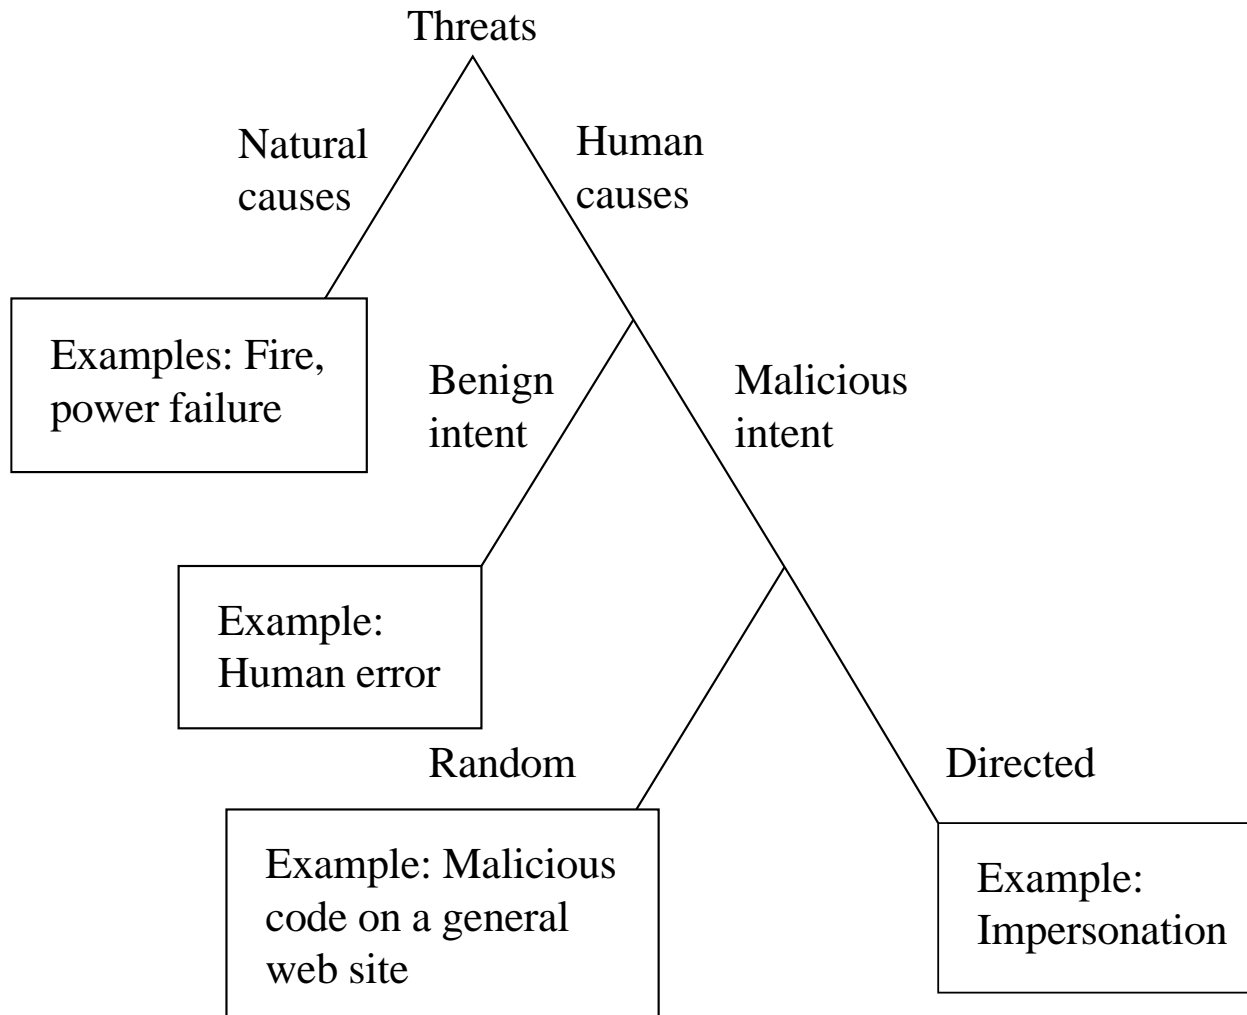 Threats
Natural
causes
Human
causes
Examples: Fire,
power failure
Benign
intent
Malicious
intent
Example:
Human error
Random
Directed
Example: Malicious
code on a general
web site
Example:
Impersonation